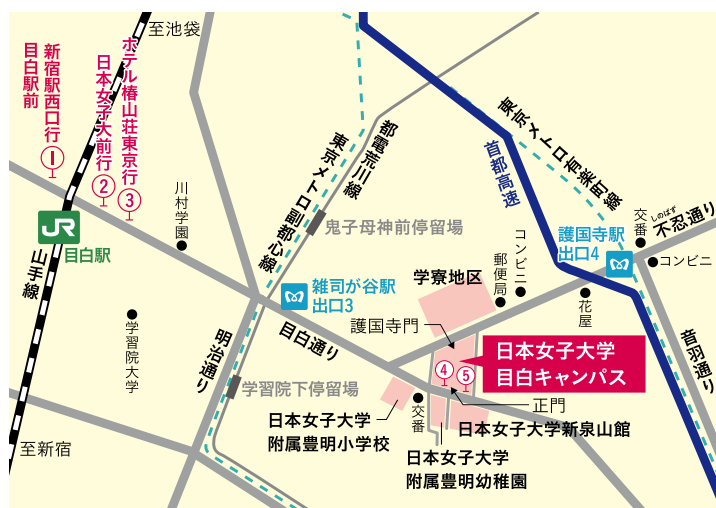 至池袋
新宿駅西口行
目白駅前
1
日本女子大前行
2
ホテル椿山荘東京行
3
JR
目白駅
山手線
川村学園
学習院大学
至新宿
東京メトロ副都心線
都電荒川線
鬼子母神前停留場
雑司が谷駅
出口3
目白通り
明治通り
学習院下停留場
首都高速
東京メトロ有楽町線
護国寺駅
出口4
交番
しのばず
不忍通り
コンビニ
コンビニ
郵便局
学寮地区
花屋
音羽通り
護国寺門
日本女子大学
目白キャンパス
4
5
正門
交番
日本女子大学
附属豊明小学校
日本女子大学新泉山館
日本女子大学
附属豊明幼稚園